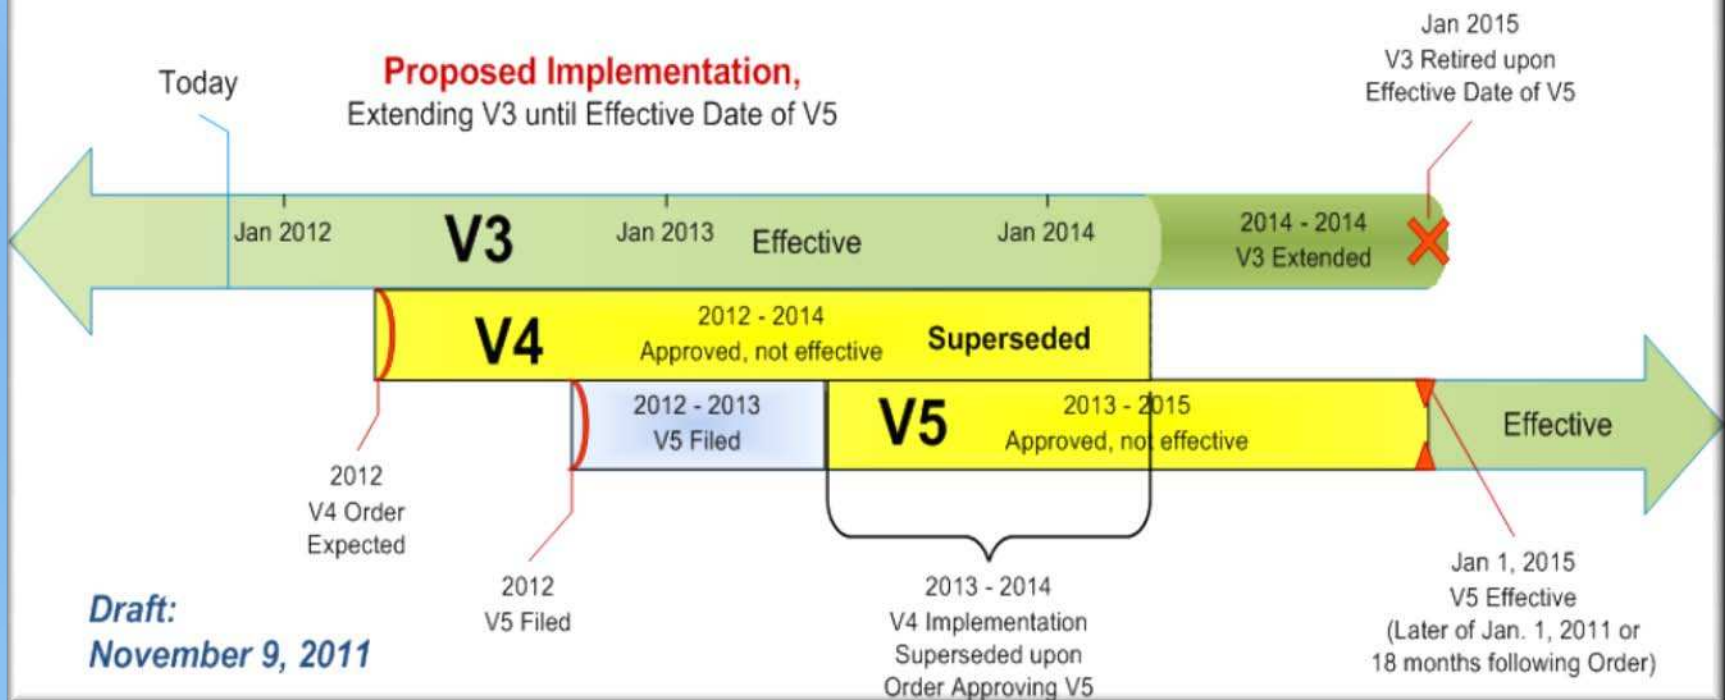 Jan 2015
V3 Retired upon
Effective Date of V5
Today
Proposed Implementation,
Extending V3 until Effective Date of V5
Jan 2012
V3
Jan 2013
Effective
Jan 2014
2014 - 2014
V3 Extended
V4
2012 - 2014
Approved, not effective
Superseded
2012 - 2013
V5 Filed
V5
2013 - 2015
Approved, not effective
Effective
2012
V4 Order
Expected
2012
V5 Filed
2013 - 2014
V4 Implementation
Superseded upon
Order Approving V5
Jan 1, 2015
V5 Effective
(Later of Jan. 1, 2011 or
18 months following Order)
Draft:
November 9, 2011